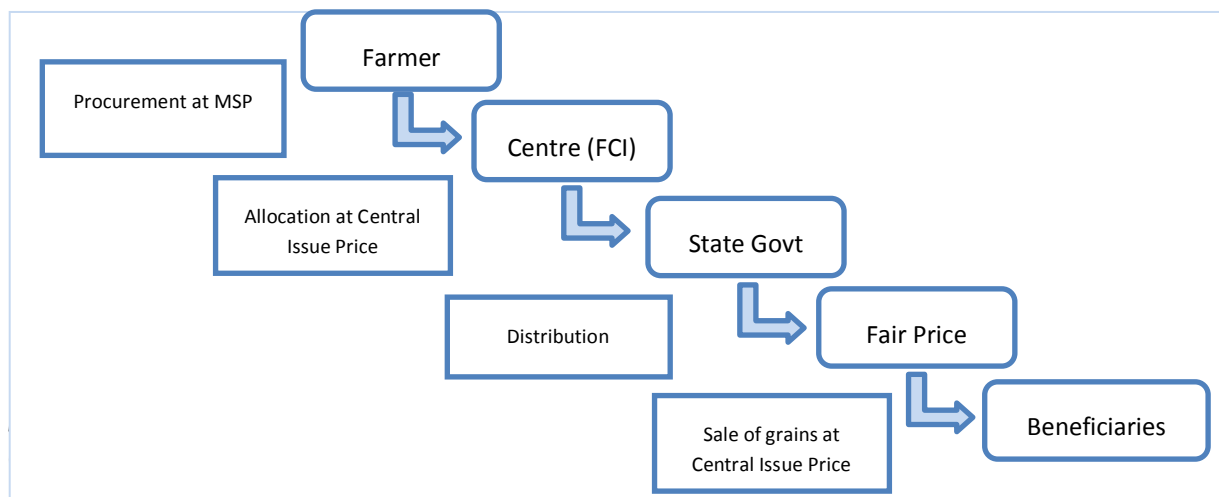 Farmer
Procurement at MSP
Centre (FCI)
Allocation at Central
Issue Price
State Govt
Distribution
Fair Price
Sale of grains at
Central Issue Price
Beneficiaries